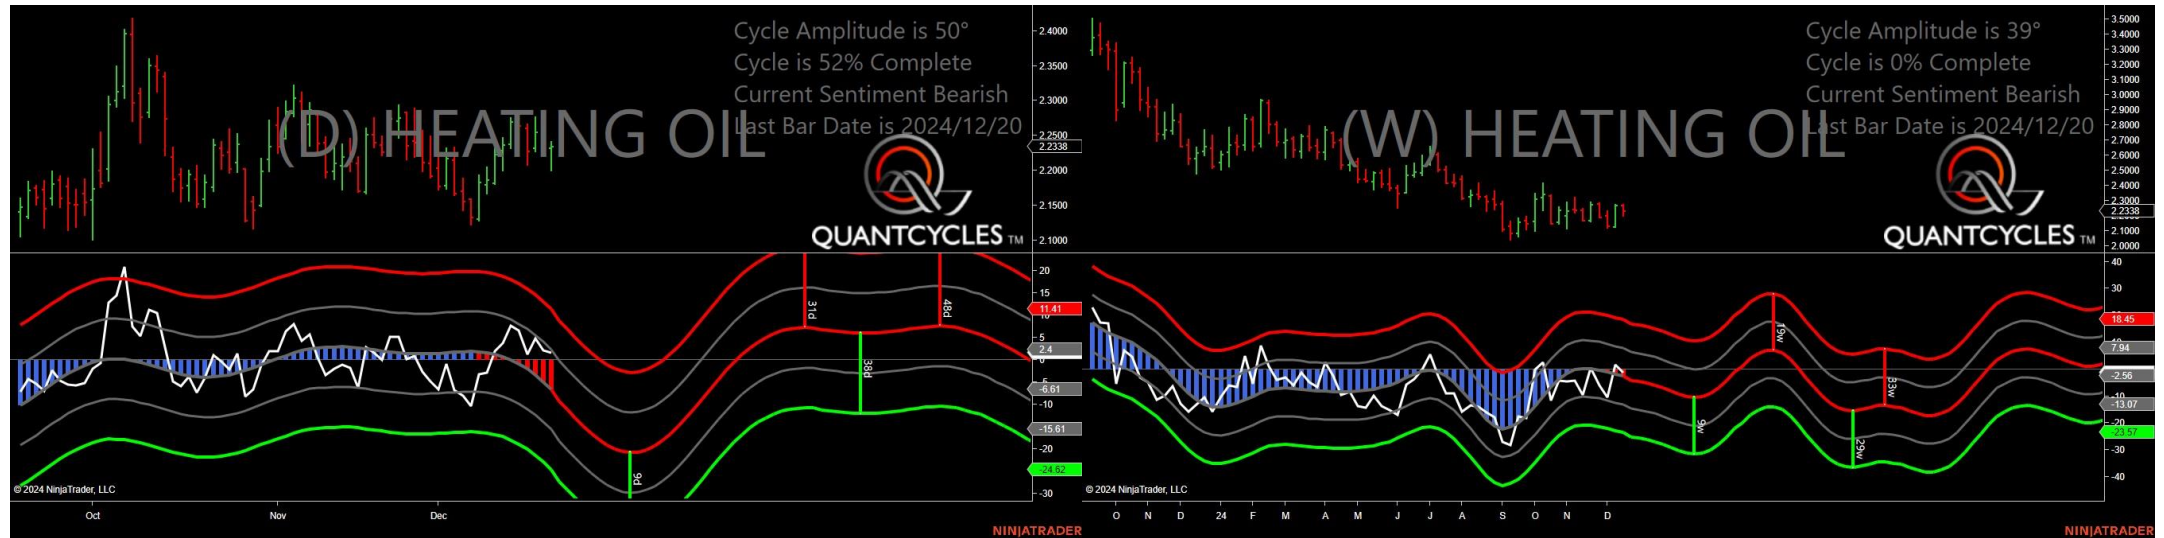 Cycle Amplitude is 50°
Cycle is 52% Complete
Current Sentiment Bearish
Last Bar Date is 2024/12/20
(D) HEATING OIL
QUANTCYCLES TM
2.4000
2.3500
2.3000
2.2500
2.2338
2.2000
2.1500
2.1000
20
15
11.41
10
5
2.4
-6.61
-10
-15.61
-20
-24.62
-30
31d
48d
38d
9d
© 2024 NinjaTrader, LLC
Oct Nov Dec
NINJATRADER
Cycle Amplitude is 39°
Cycle is 0% Complete
Current Sentiment Bearish
Last Bar Date is 2024/12/20
(W) HEATING OIL
QUANTCYCLES TM
3.5000
3.4000
3.2000
3.1000
3.0000
2.9000
2.8000
2.7000
2.6000
2.5000
2.4000
2.3000
2.2338
2.1000
2.0000
40
30
18.45
7.94
-2.56
-10
-13.07
-23.57
-30
-40
19w
33w
9w
29w
© 2024 NinjaTrader, LLC
O N D 24 F M A M J J A S O N D
NINJATRADER